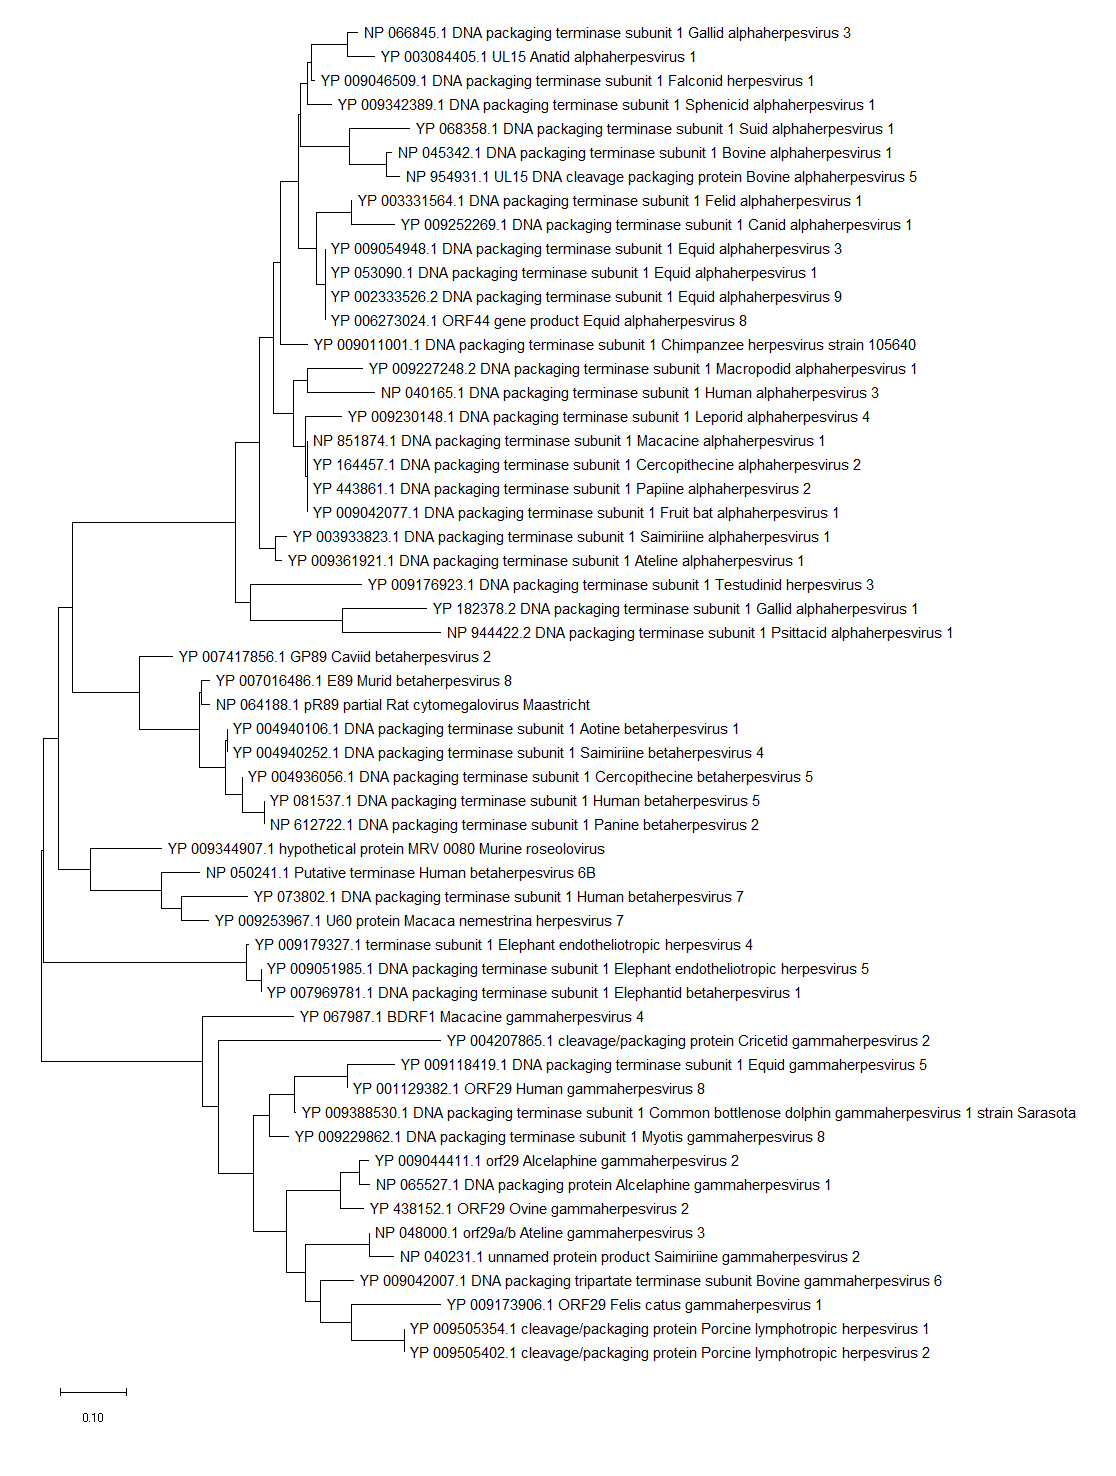 NP 066845.1 DNA packaging terminase subunit 1 Gallid alphaherpesvirus 3
YP 003084405.1 UL15 Anatid alphaherpesvirus 1
YP 009046509.1 DNA packaging terminase subunit 1 Falconid herpesvirus 1
YP 009342389.1 DNA packaging terminase subunit 1 Sphenicid alphaherpesvirus 1
YP 068358.1 DNA packaging terminase subunit 1 Suid alphaherpesvirus 1
NP 045342.1 DNA packaging terminase subunit 1 Bovine alphaherpesvirus 1
NP 954931.1 UL15 DNA cleavage packaging protein Bovine alphaherpesvirus 5
YP 003331564.1 DNA packaging terminase subunit 1 Felid alphaherpesvirus 1
YP 009252269.1 DNA packaging terminase subunit 1 Canid alphaherpesvirus 1
YP 009054948.1 DNA packaging terminase subunit 1 Equid alphaherpesvirus 3
YP 053090.1 DNA packaging terminase subunit 1 Equid alphaherpesvirus 1
YP 002333526.2 DNA packaging terminase subunit 1 Equid alphaherpesvirus 9
YP 006273024.1 ORF44 gene product Equid alphaherpesvirus 8
YP 009011001.1 DNA packaging terminase subunit 1 Chimpanzee herpesvirus strain 105640
YP 009227248.2 DNA packaging terminase subunit 1 Macropodid alphaherpesvirus 1
NP 040165.1 DNA packaging terminase subunit 1 Human alphaherpesvirus 3
YP 009230148.1 DNA packaging terminase subunit 1 Leporid alphaherpesvirus 4
NP 851874.1 DNA packaging terminase subunit 1 Macacine alphaherpesvirus 1
YP 164457.1 DNA packaging terminase subunit 1 Cercopithecine alphaherpesvirus 2
YP 443861.1 DNA packaging terminase subunit 1 Papiine alphaherpesvirus 2
YP 009042077.1 DNA packaging terminase subunit 1 Fruit bat alphaherpesvirus 1
YP 003933823.1 DNA packaging terminase subunit 1 Saimiriine alphaherpesvirus 1
YP 009361921.1 DNA packaging terminase subunit 1 Ateline alphaherpesvirus 1
YP 009176923.1 DNA packaging terminase subunit 1 Testudinid herpesvirus 3
YP 182378.2 DNA packaging terminase subunit 1 Gallid alphaherpesvirus 1
NP 944422.2 DNA packaging terminase subunit 1 Psittacid alphaherpesvirus 1
YP 007417856.1 GP89 Caviid betaherpesvirus 2
YP 007016486.1 E89 Murid betaherpesvirus 8
NP 064188.1 pR89 partial Rat cytomegalovirus Maastricht
YP 004940106.1 DNA packaging terminase subunit 1 Aotine betaherpesvirus 1
YP 004940252.1 DNA packaging terminase subunit 1 Saimiriine betaherpesvirus 4
YP 004936056.1 DNA packaging terminase subunit 1 Cercopithecine betaherpesvirus 5
YP 081537.1 DNA packaging terminase subunit 1 Human betaherpesvirus 5
NP 612722.1 DNA packaging terminase subunit 1 Panine betaherpesvirus 2
YP 009344907.1 hypothetical protein MRV 0080 Murine roseolovirus
NP 050241.1 Putative terminase Human betaherpesvirus 6B
YP 073802.1 DNA packaging terminase subunit 1 Human betaherpesvirus 7
YP 009253967.1 U60 protein Macaca nemestrina herpesvirus 7
YP 009179327.1 terminase subunit 1 Elephant endotheliotropic herpesvirus 4
YP 009051985.1 DNA packaging terminase subunit 1 Elephant endotheliotropic herpesvirus 5
YP 007969781.1 DNA packaging terminase subunit 1 Elephantid betaherpesvirus 1
YP 067987.1 BDRF1 Macacine gammaherpesvirus 4
YP 004207865.1 cleavage/packaging protein Cricetid gammaherpesvirus 2
YP 009118419.1 DNA packaging terminase subunit 1 Equid gammaherpesvirus 5
YP 001129382.1 ORF29 Human gammaherpesvirus 8
YP 009388530.1 DNA packaging terminase subunit 1 Common bottlenose dolphin gammaherpesvirus 1 strain Sarasota
YP 009229862.1 DNA packaging terminase subunit 1 Myotis gammaherpesvirus 8
YP 009044411.1 orf29 Alcelaphine gammaherpesvirus 2
NP 065527.1 DNA packaging protein Alcelaphine gammaherpesvirus 1
YP 438152.1 ORF29 Ovine gammaherpesvirus 2
NP 048000.1 orf29a/b Ateline gammaherpesvirus 3
NP 040231.1 unnamed protein product Saimiriine gammaherpesvirus 2
YP 009042007.1 DNA packaging tripartate terminase subunit Bovine gammaherpesvirus 6
YP 009173906.1 ORF29 Felis catus gammaherpesvirus 1
YP 009505354.1 cleavage/packaging protein Porcine lymphotropic herpesvirus 1
YP 009505402.1 cleavage/packaging protein Porcine lymphotropic herpesvirus 2
0.10